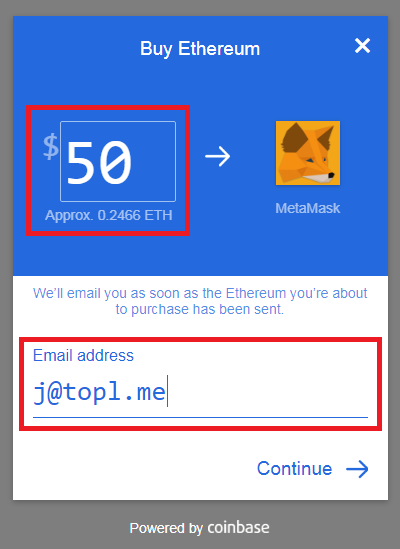 Buy Ethereum ×
$50
Approx. 0.2466 ETH
MetaMask
We'll email you as soon as the Ethereum you're about
to purchase has been sent.
Email address
j@topl.me
Continue
Powered by coinbase